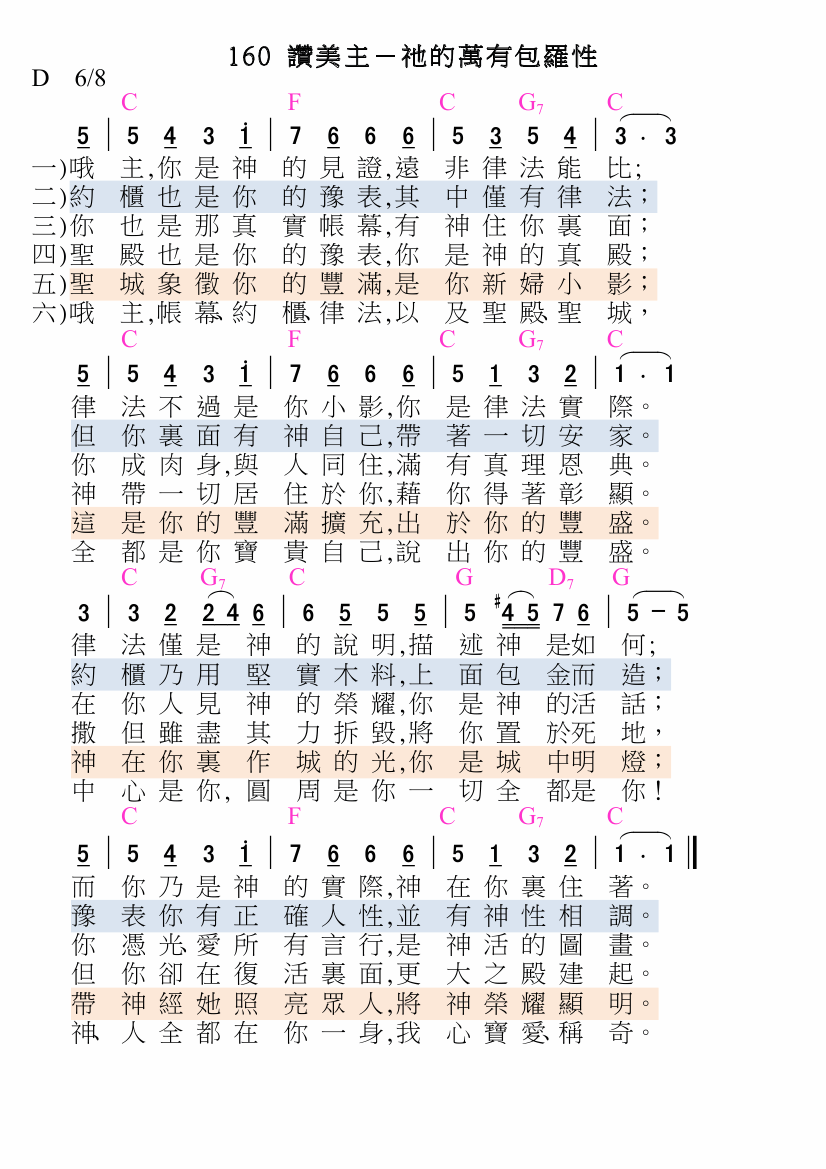 160 讚美主－祂的萬有包羅性
D 6/8
C F C G7 C
5 | 5 4 3 i | 7 6 6 6 | 5 3 5 4 | 3 · 3
一)哦 主,你是神 的見證,遠 非律法能 比;
二)約 櫃也是你 的豫表,其 中僅有律 法；
三)你 也是那真 實帳幕,有 神住你裏 面；
四)聖 殿也是你 的豫表,你 是神的真 殿；
五)聖 城象徵你 的豐滿,是 你新婦小 影；
六)哦 主,帳幕、約 櫃、律法,以 及聖殿、聖 城，
C F C G7 C
5 | 5 4 3 i | 7 6 6 6 | 5 1 3 2 | 1 · 1
律 法不過是 你小影,你 是律法實 際。
但 你裏面有 神自己,帶 著一切安 家。
你 成肉身,與 人同住,滿 有真理恩 典。
神 帶一切居 住於你,藉 你得著彰 顯。
這 是你的豐 滿擴充,出 於你的豐 盛。
全 都是你寶 貴自己,說 出你的豐 盛。
C G7 C G D7 G
3 | 3 2 2 4 6 | 6 5 5 5 | 5 #4 5 7 6 | 5 － 5
律 法僅是 神 的說明,描 述神 是如 何;
約 櫃乃用 堅 實木料,上 面包 金而 造；
在 你人見 神 的榮耀,你 是神 的活 話；
撒 但雖盡 其 力拆毀,將 你置 於死 地，
神 在你裏 作 城的光,你 是城 中明 燈；
中 心是你, 圓 周是你一 切全 都是 你！
C F C G7 C
5 | 5 4 3 i | 7 6 6 6 | 5 1 3 2 | 1 · 1
而 你乃是神 的實際,神 在你裏住 著。
豫 表你有正 確人性,並 有神性相 調。
你 憑光、愛所 有言行,是 神活的圖 畫。
但 你卻在復 活裏面,更 大之殿建 起。
帶 神經她照 亮眾人,將 神榮耀顯 明。
神、 人全都在 你一身,我 心寶愛、稱 奇。